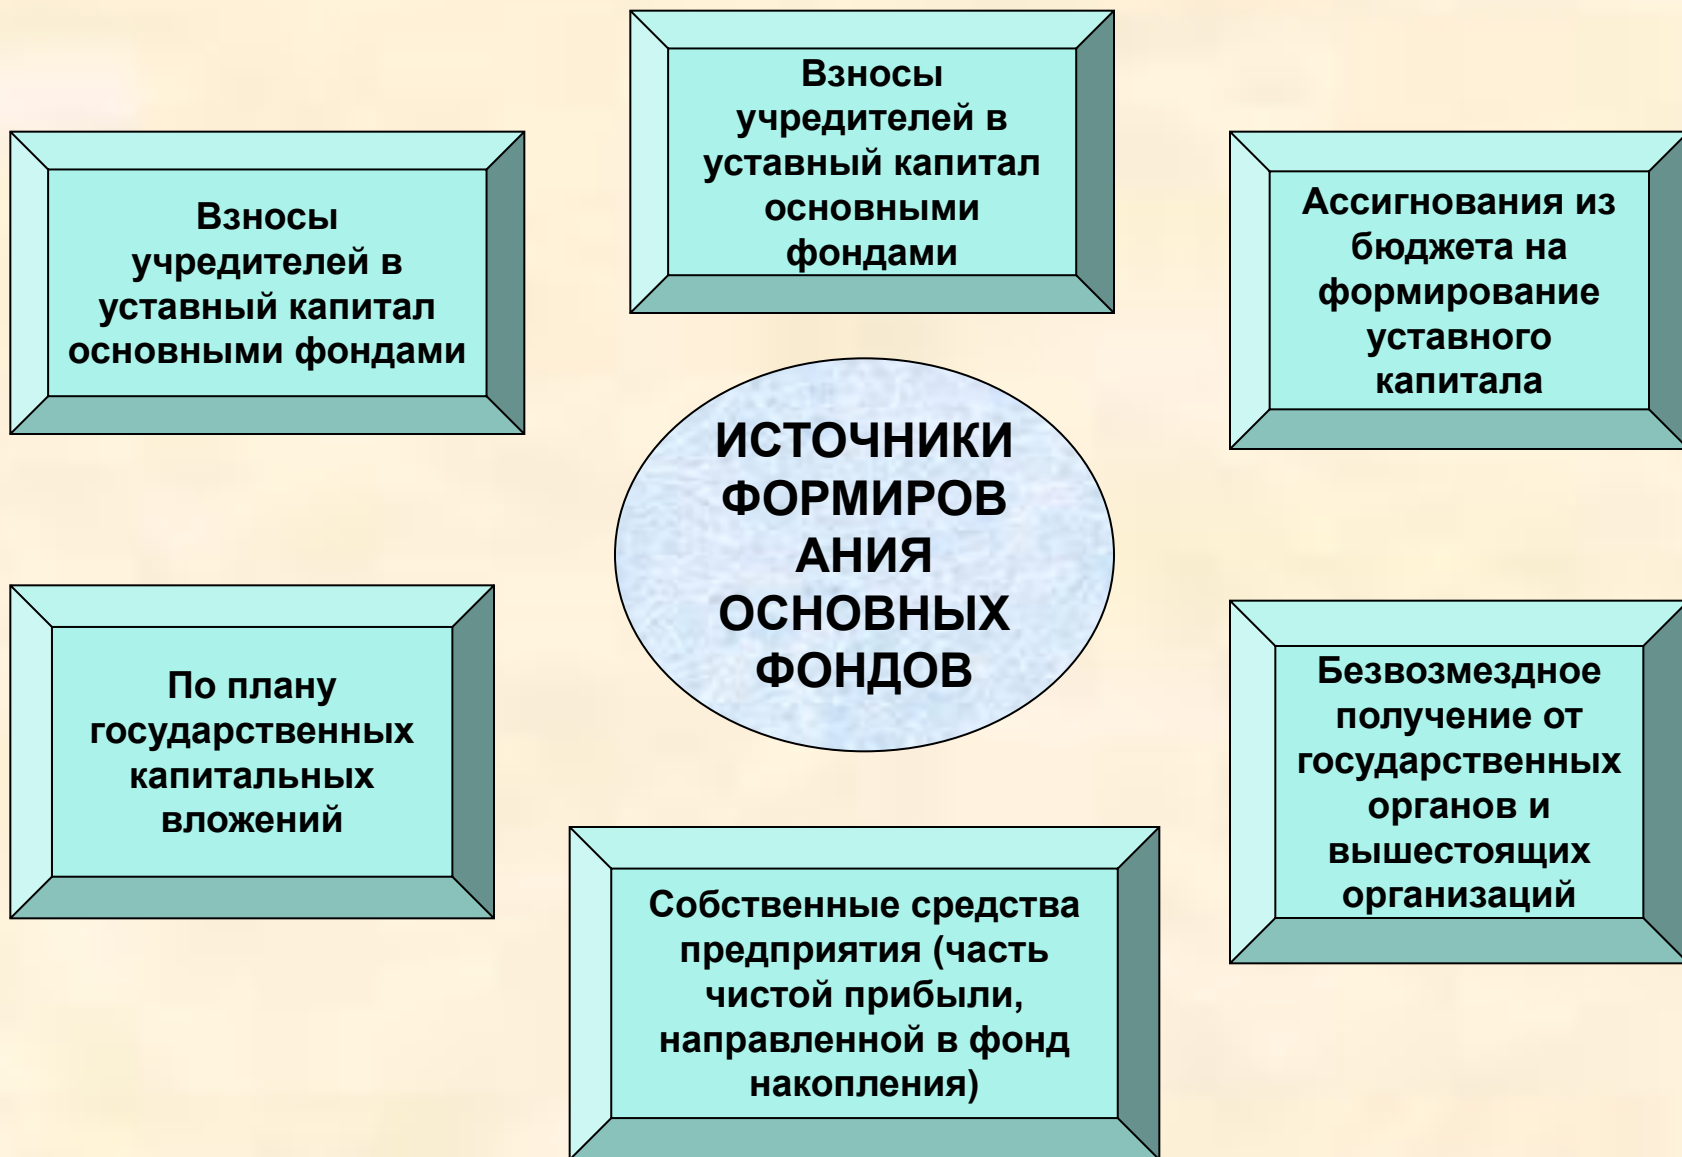 Взносы
учредителей в
уставный капитал
основными
фондами
Взносы
учредителей в
уставный капитал
основными фондами
Ассигнования из
бюджета на
формирование
уставного
капитала
ИСТОЧНИКИ
ФОРМИРОВ
АНИЯ
ОСНОВНЫХ
ФОНДОВ
По плану
государственных
капитальных
вложений
Безвозмездное
получение от
государственных
органов и
вышестоящих
организаций
Собственные средства
предприятия (часть
чистой прибыли,
направленной в фонд
накопления)